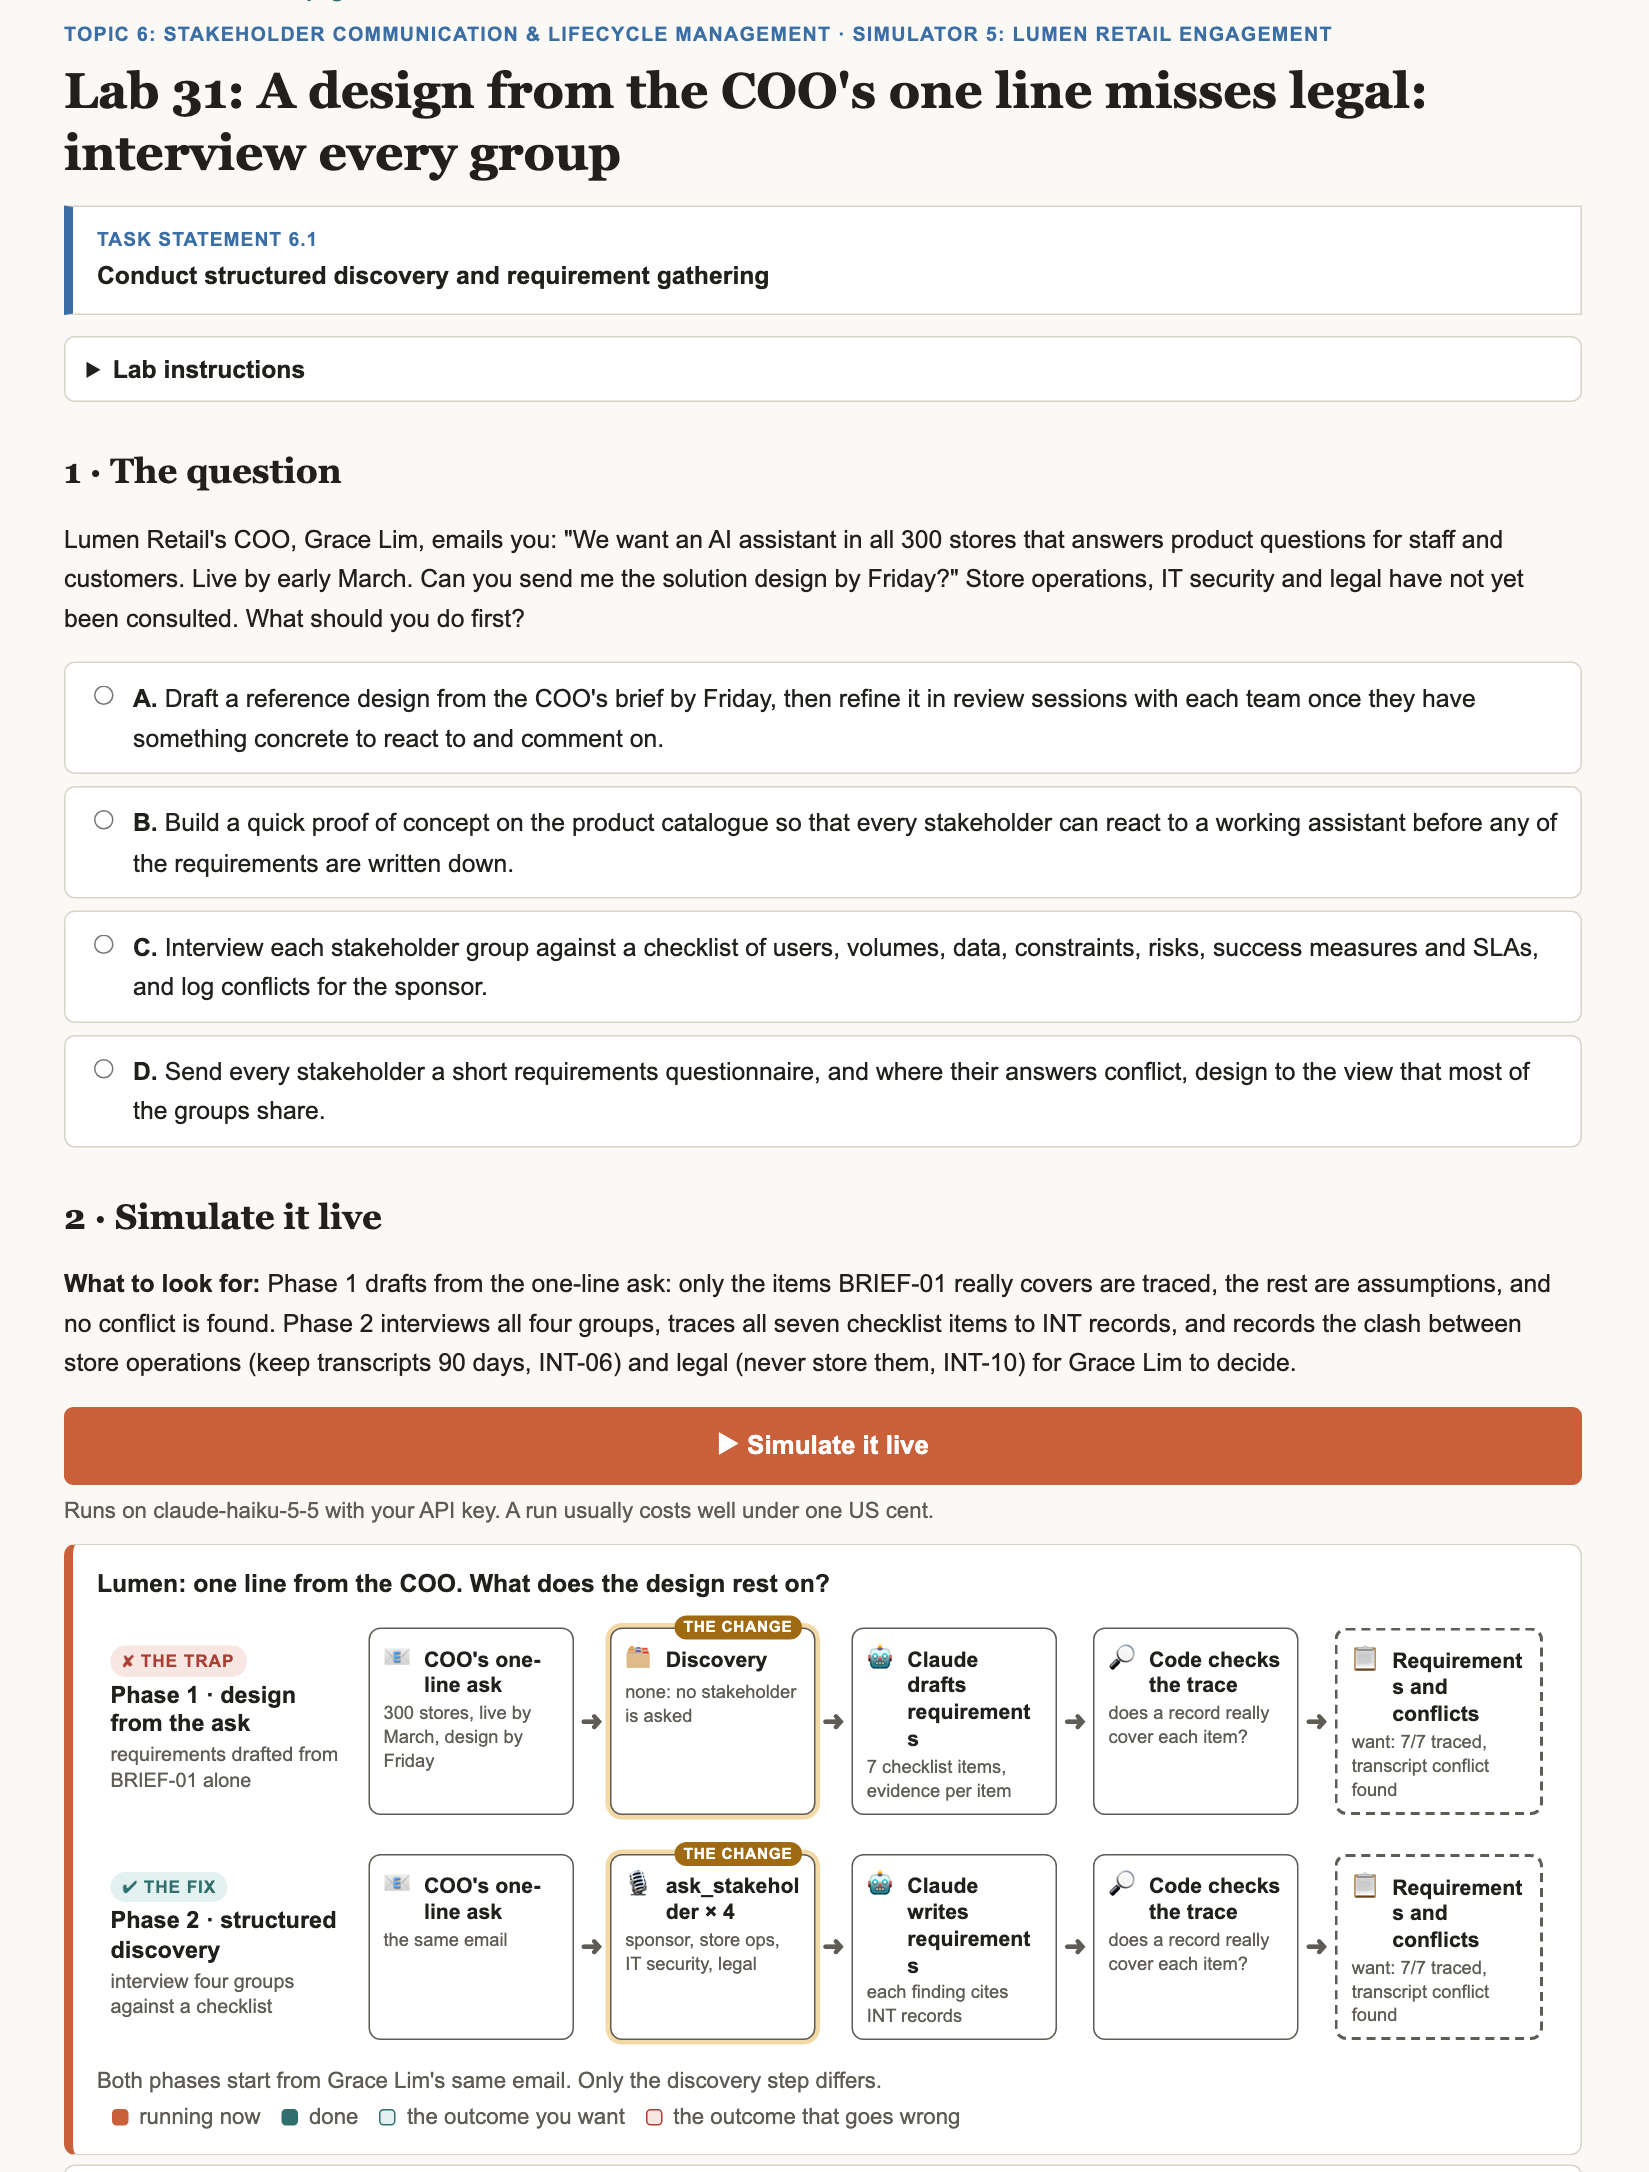 TOPIC 6: STAKEHOLDER COMMUNICATION & LIFECYCLE MANAGEMENT · SIMULATOR 5: LUMEN RETAIL ENGAGEMENT
Lab 31: A design from the COO's one line misses legal:
interview every group
TASK STATEMENT 6.1
Conduct structured discovery and requirement gathering
▶ Lab instructions
1 · The question
Lumen Retail's COO, Grace Lim, emails you: "We want an AI assistant in all 300 stores that answers product questions for staff and
customers. Live by early March. Can you send me the solution design by Friday?" Store operations, IT security and legal have not yet
been consulted. What should you do first?
A. Draft a reference design from the COO's brief by Friday, then refine it in review sessions with each team once they have
something concrete to react to and comment on.
B. Build a quick proof of concept on the product catalogue so that every stakeholder can react to a working assistant before any of
the requirements are written down.
C. Interview each stakeholder group against a checklist of users, volumes, data, constraints, risks, success measures and SLAs,
and log conflicts for the sponsor.
D. Send every stakeholder a short requirements questionnaire, and where their answers conflict, design to the view that most of
the groups share.
2 · Simulate it live
What to look for: Phase 1 drafts from the one-line ask: only the items BRIEF-01 really covers are traced, the rest are assumptions, and
no conflict is found. Phase 2 interviews all four groups, traces all seven checklist items to INT records, and records the clash between
store operations (keep transcripts 90 days, INT-06) and legal (never store them, INT-10) for Grace Lim to decide.
▶ Simulate it live
Runs on claude-haiku-5-5 with your API key. A run usually costs well under one US cent.
Lumen: one line from the COO. What does the design rest on?
✘ THE TRAP
Phase 1 · design
from the ask
requirements drafted from
BRIEF-01 alone
COO's one-
line ask
300 stores, live by
March, design by
Friday
THE CHANGE
Discovery
none: no stakeholder
is asked
Claude
drafts
requirement
s
7 checklist items,
evidence per item
Code checks
the trace
does a record really
cover each item?
Requirement
s and
conflicts
want: 7/7 traced,
transcript conflict
found
✔ THE FIX
Phase 2 · structured
discovery
interview four groups
against a checklist
COO's one-
line ask
the same email
THE CHANGE
ask_stakehol
der × 4
sponsor, store ops,
IT security, legal
Claude
writes
requirement
s
each finding cites
INT records
Code checks
the trace
does a record really
cover each item?
Requirement
s and
conflicts
want: 7/7 traced,
transcript conflict
found
Both phases start from Grace Lim's same email. Only the discovery step differs.
running now done the outcome you want the outcome that goes wrong